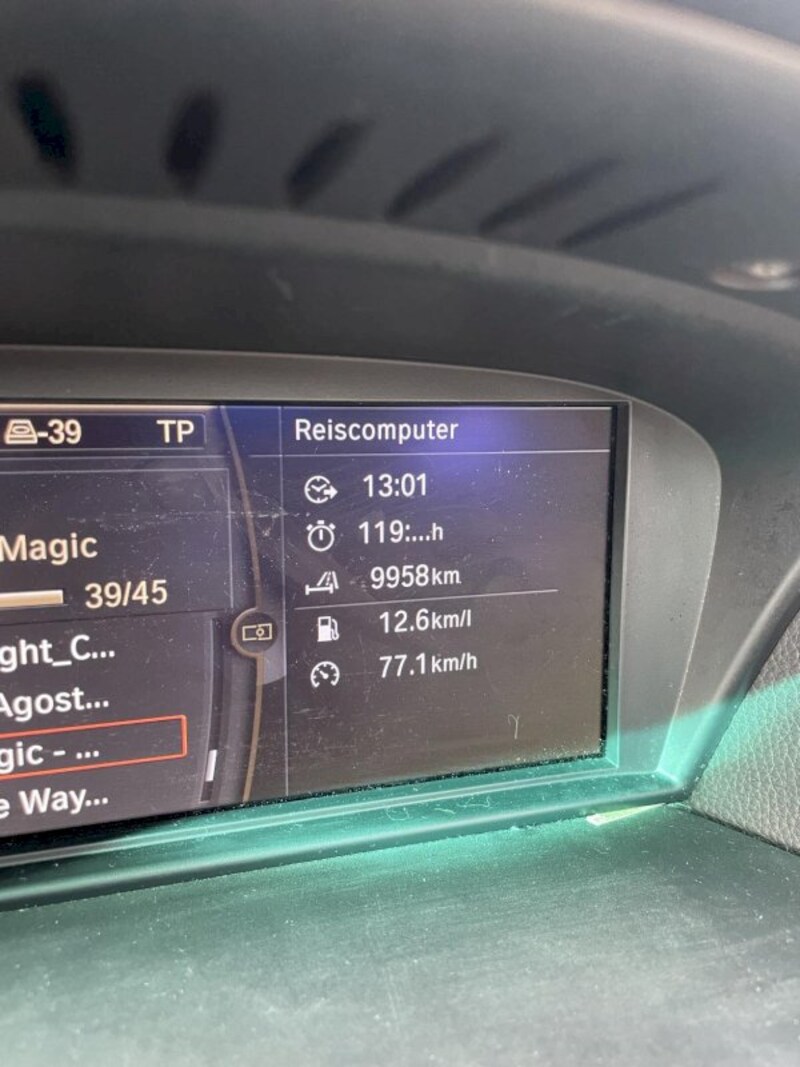 -39 TP
Magic
39/45
ght_C...
Agost...
gic - ...
e Way...
Reiscomputer
13:01
119:....h
9958km
12.6km/l
77.1km/h